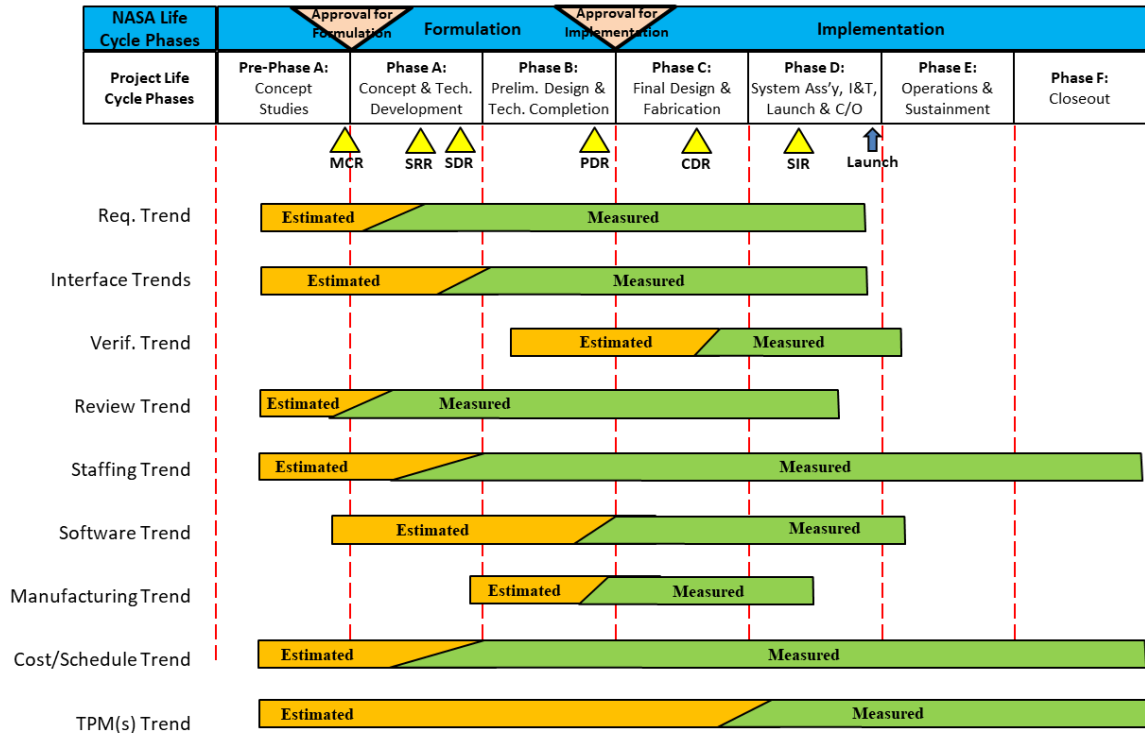 NASA Life
Cycle Phases
Approval for
Formulation
Formulation
Approval for
Implementation
Implementation
Project Life
Cycle Phases
Pre-Phase A:
Concept
Studies
Phase A:
Concept & Tech.
Development
Phase B:
Prelim. Design &
Tech. Completion
Phase C:
Final Design &
Fabrication
Phase D:
System Ass'y, I&T,
Launch & C/O
Phase E:
Operations &
Sustainment
Phase F:
Closeout
MCR
SRR
SDR
PDR
CDR
SIR
Launch
Req. Trend
Estimated
Measured
Interface Trends
Estimated
Measured
Verif. Trend
Estimated
Measured
Review Trend
Estimated
Measured
Staffing Trend
Estimated
Measured
Software Trend
Estimated
Measured
Manufacturing Trend
Estimated
Measured
Cost/Schedule Trend
Estimated
Measured
TPM(s) Trend
Estimated
Measured